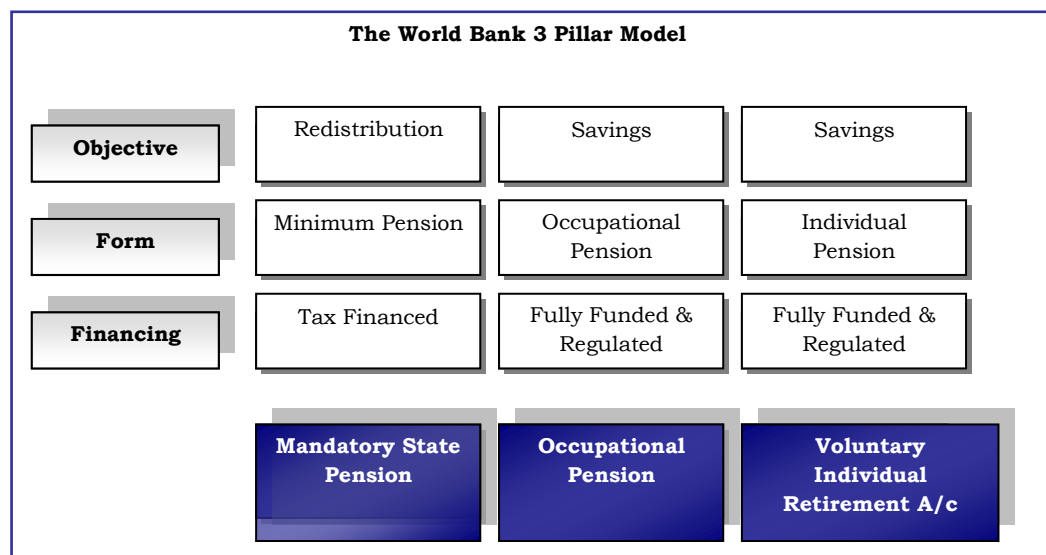 The World Bank 3 Pillar Model
Objective
Redistribution
Savings
Savings
Form
Minimum Pension
Occupational
Pension
Individual
Pension
Financing
Tax Financed
Fully Funded &
Regulated
Fully Funded &
Regulated
Mandatory State
Pension
Occupational
Pension
Voluntary
Individual
Retirement A/c